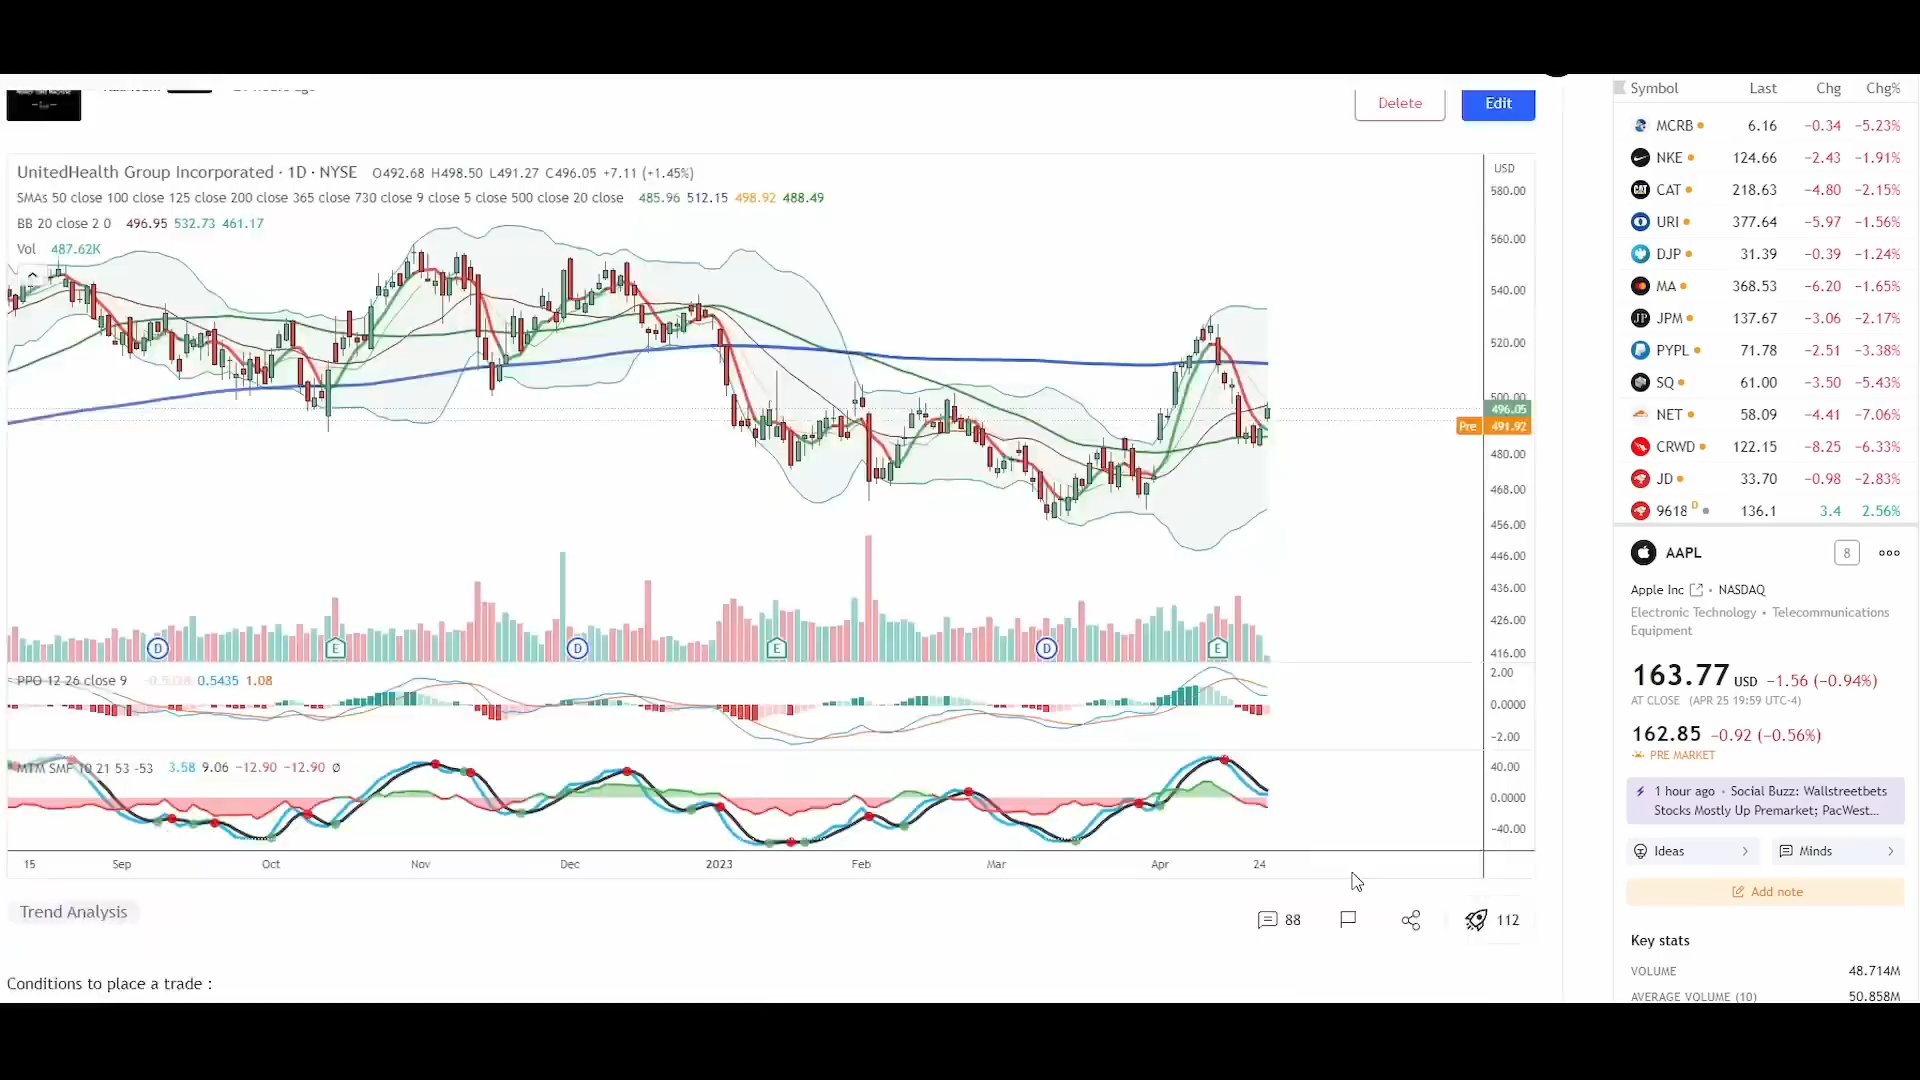 Delete
Edit
UnitedHealth Group Incorporated · 1D · NYSE O492.68 H498.50 L491.27 C496.05 +7.11 (+1.45%)
SMAs 50 close 100 close 125 close 200 close 365 close 730 close 9 close 5 close 500 close 20 close 485.96 512.15 498.92 488.49
BB 20 close 2 0 496.95 532.73 461.17
Vol 487.62K
USD
580.00
560.00
540.00
520.00
500.00
496.05
Pre 491.92
480.00
468.00
456.00
446.00
436.00
426.00
416.00
D E D E D E
PPO 12 26 close 9 0.5435 1.08
2.00
0.0000
−2.00
MTM SMF 10 21 53 -53 3.58 9.06 −12.90 −12.90 Ø
40.00
0.0000
−40.00
15 Sep Oct Nov Dec 2023 Feb Mar Apr 24
Trend Analysis
88
112
Conditions to place a trade :
Symbol Last Chg Chg%
MCRB 6.16 −0.34 −5.23%
NKE 124.66 −2.43 −1.91%
CAT 218.63 −4.80 −2.15%
URI 377.64 −5.97 −1.56%
DJP 31.39 −0.39 −1.24%
MA 368.53 −6.20 −1.65%
JPM 137.67 −3.06 −2.17%
PYPL 71.78 −2.51 −3.38%
SQ 61.00 −3.50 −5.43%
NET 58.09 −4.41 −7.06%
CRWD 122.15 −8.25 −6.33%
JD 33.70 −0.98 −2.83%
9618 D 136.1 3.4 2.56%
AAPL
8
Apple Inc · NASDAQ
Electronic Technology • Telecommunications
Equipment
163.77 USD −1.56 (−0.94%)
AT CLOSE (APR 25 19:59 UTC-4)
162.85 −0.92 (−0.56%)
PRE MARKET
1 hour ago • Social Buzz: Wallstreetbets
Stocks Mostly Up Premarket; PacWest...
Ideas
Minds
Add note
Key stats
VOLUME 48.714M
AVERAGE VOLUME (10) 50.858M